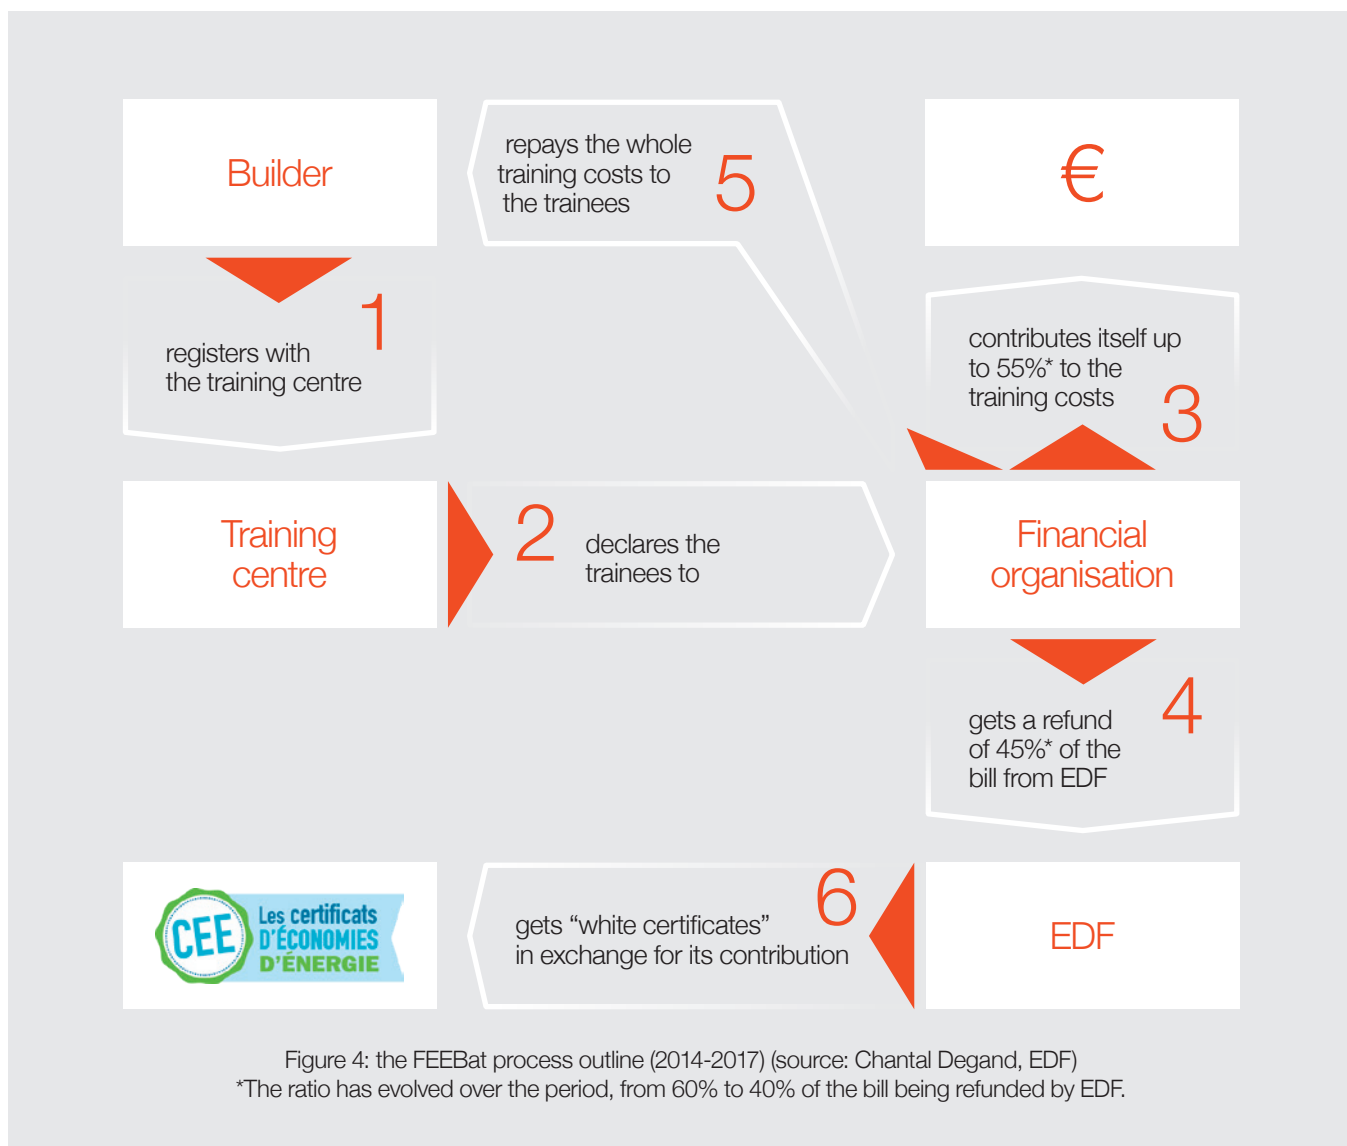 Builder
repays the whole
training costs to
the trainees
5
€
1
registers with
the training centre
contributes itself up
to 55%* to the
training costs
3
Training
centre
2
declares the
trainees to
Financial
organisation
4
gets a refund
of 45%* of the
bill from EDF
CEE
Les certificats
D'ÉCONOMIES
D'ÉNERGIE
6
gets “white certificates”
in exchange for its contribution
EDF
Figure 4: the FEEBat process outline (2014-2017) (source: Chantal Degand, EDF)
*The ratio has evolved over the period, from 60% to 40% of the bill being refunded by EDF.